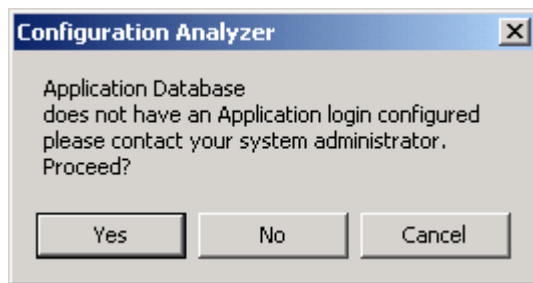 Configuration Analyzer
Application Database
does not have an Application login configured
please contact your system administrator.
Proceed?
Yes No Cancel